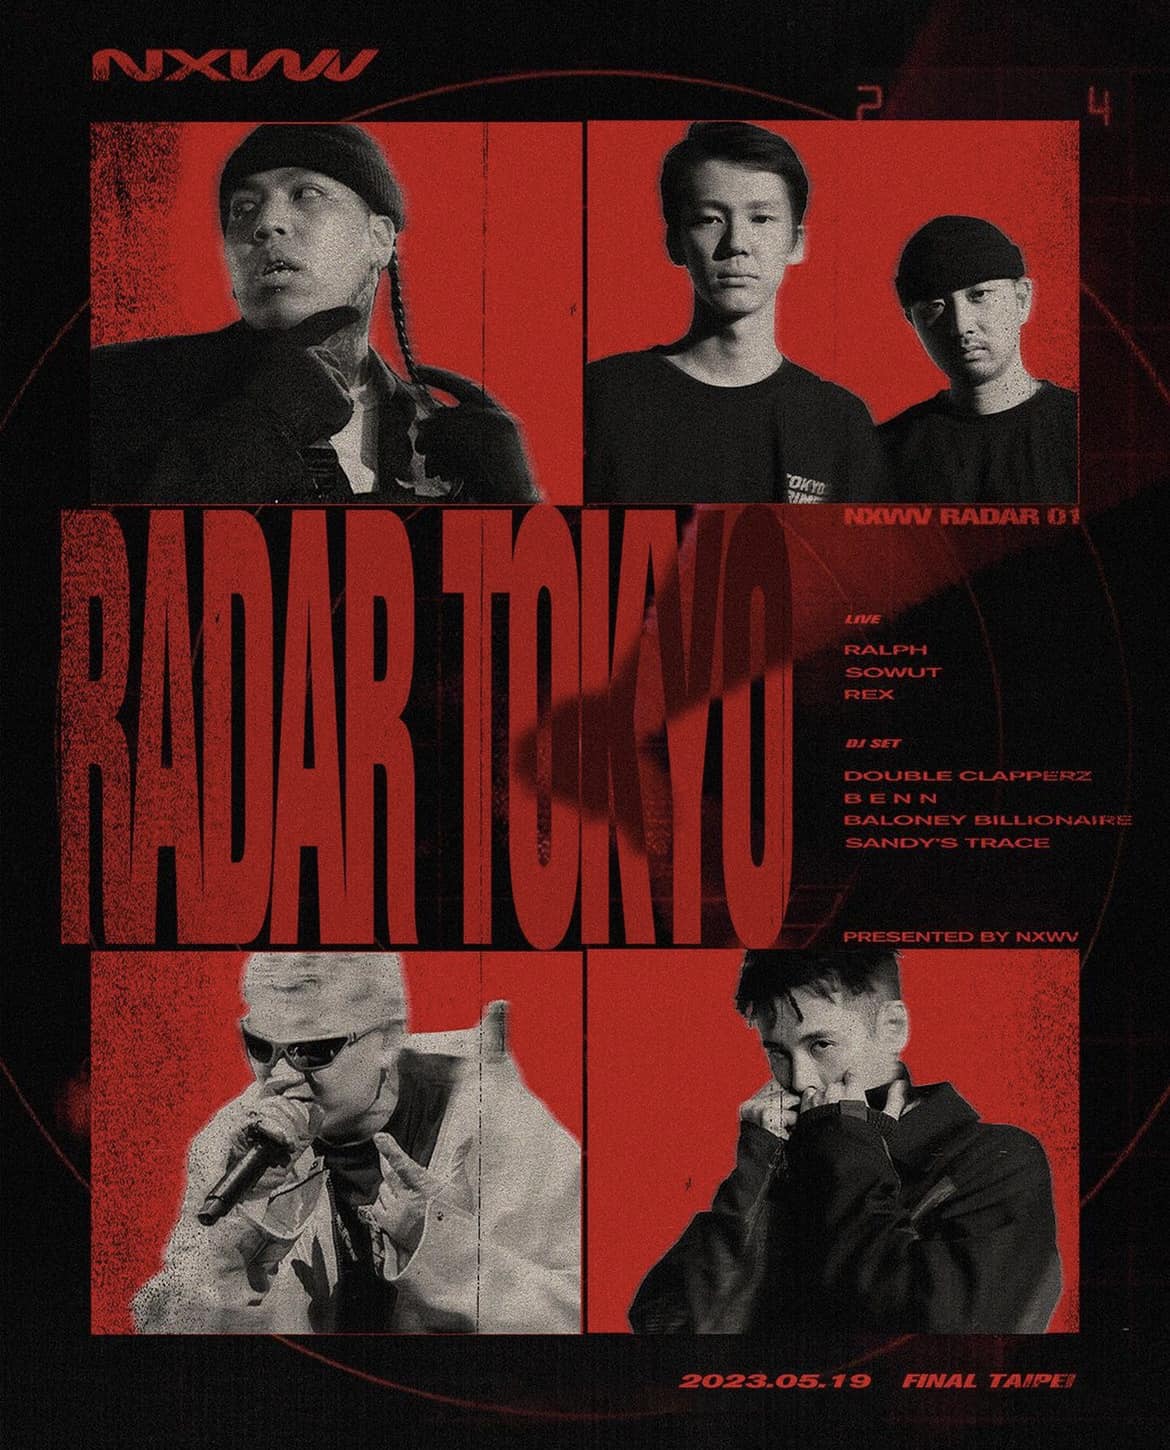 NXWV
2 4
TOKYO
NXWV RADAR 01
RADAR TOKYO
LIVE
RALPH
SOWUT
REX
DJ SET
DOUBLE CLAPPERZ
B E N N
BALONEY BILLIONAIRE
SANDY'S TRACE
PRESENTED BY NXWV
2023.05.19 FINAL TAIPEI